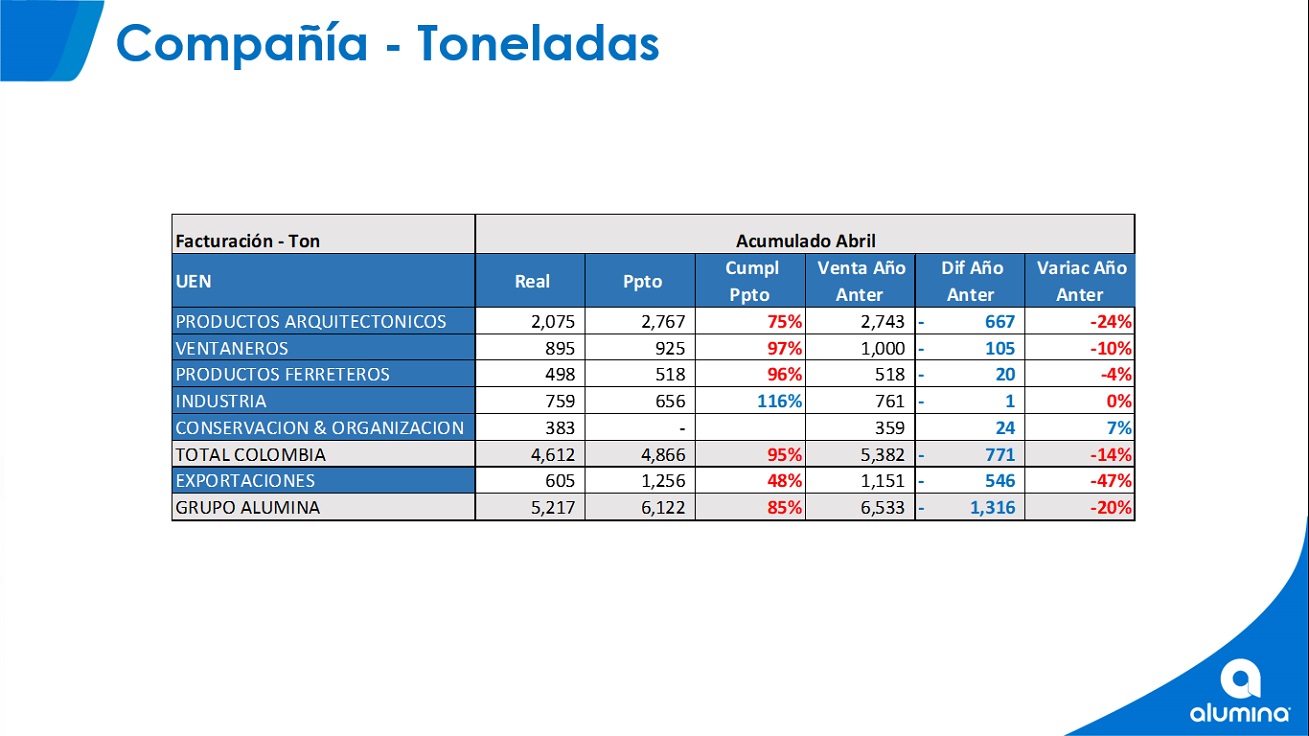 Compañía - Toneladas
Facturación - Ton Acumulado Abril
UEN Real Ppto Cumpl Ppto Venta Año Anter Dif Año Anter Variac Año Anter
PRODUCTOS ARQUITECTONICOS 2,075 2,767 75% 2,743 - 667 -24%
VENTANEROS 895 925 97% 1,000 - 105 -10%
PRODUCTOS FERRETEROS 498 518 96% 518 - 20 -4%
INDUSTRIA 759 656 116% 761 - 1 0%
CONSERVACION & ORGANIZACION 383 - 359 24 7%
TOTAL COLOMBIA 4,612 4,866 95% 5,382 - 771 -14%
EXPORTACIONES 605 1,256 48% 1,151 - 546 -47%
GRUPO ALUMINA 5,217 6,122 85% 6,533 - 1,316 -20%
alumina